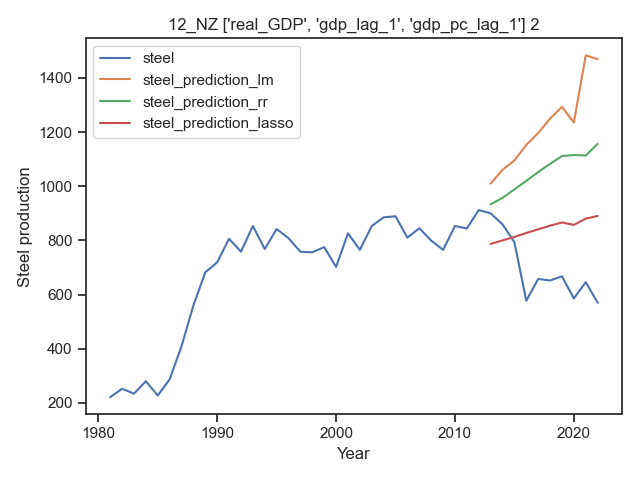 12_NZ ['real_GDP', 'gdp_lag_1', 'gdp_pc_lag_1'] 2
steel
steel_prediction_lm
steel_prediction_rr
steel_prediction_lasso
Steel production
1400
1200
1000
800
600
400
200
1980
1990
2000
2010
2020
Year